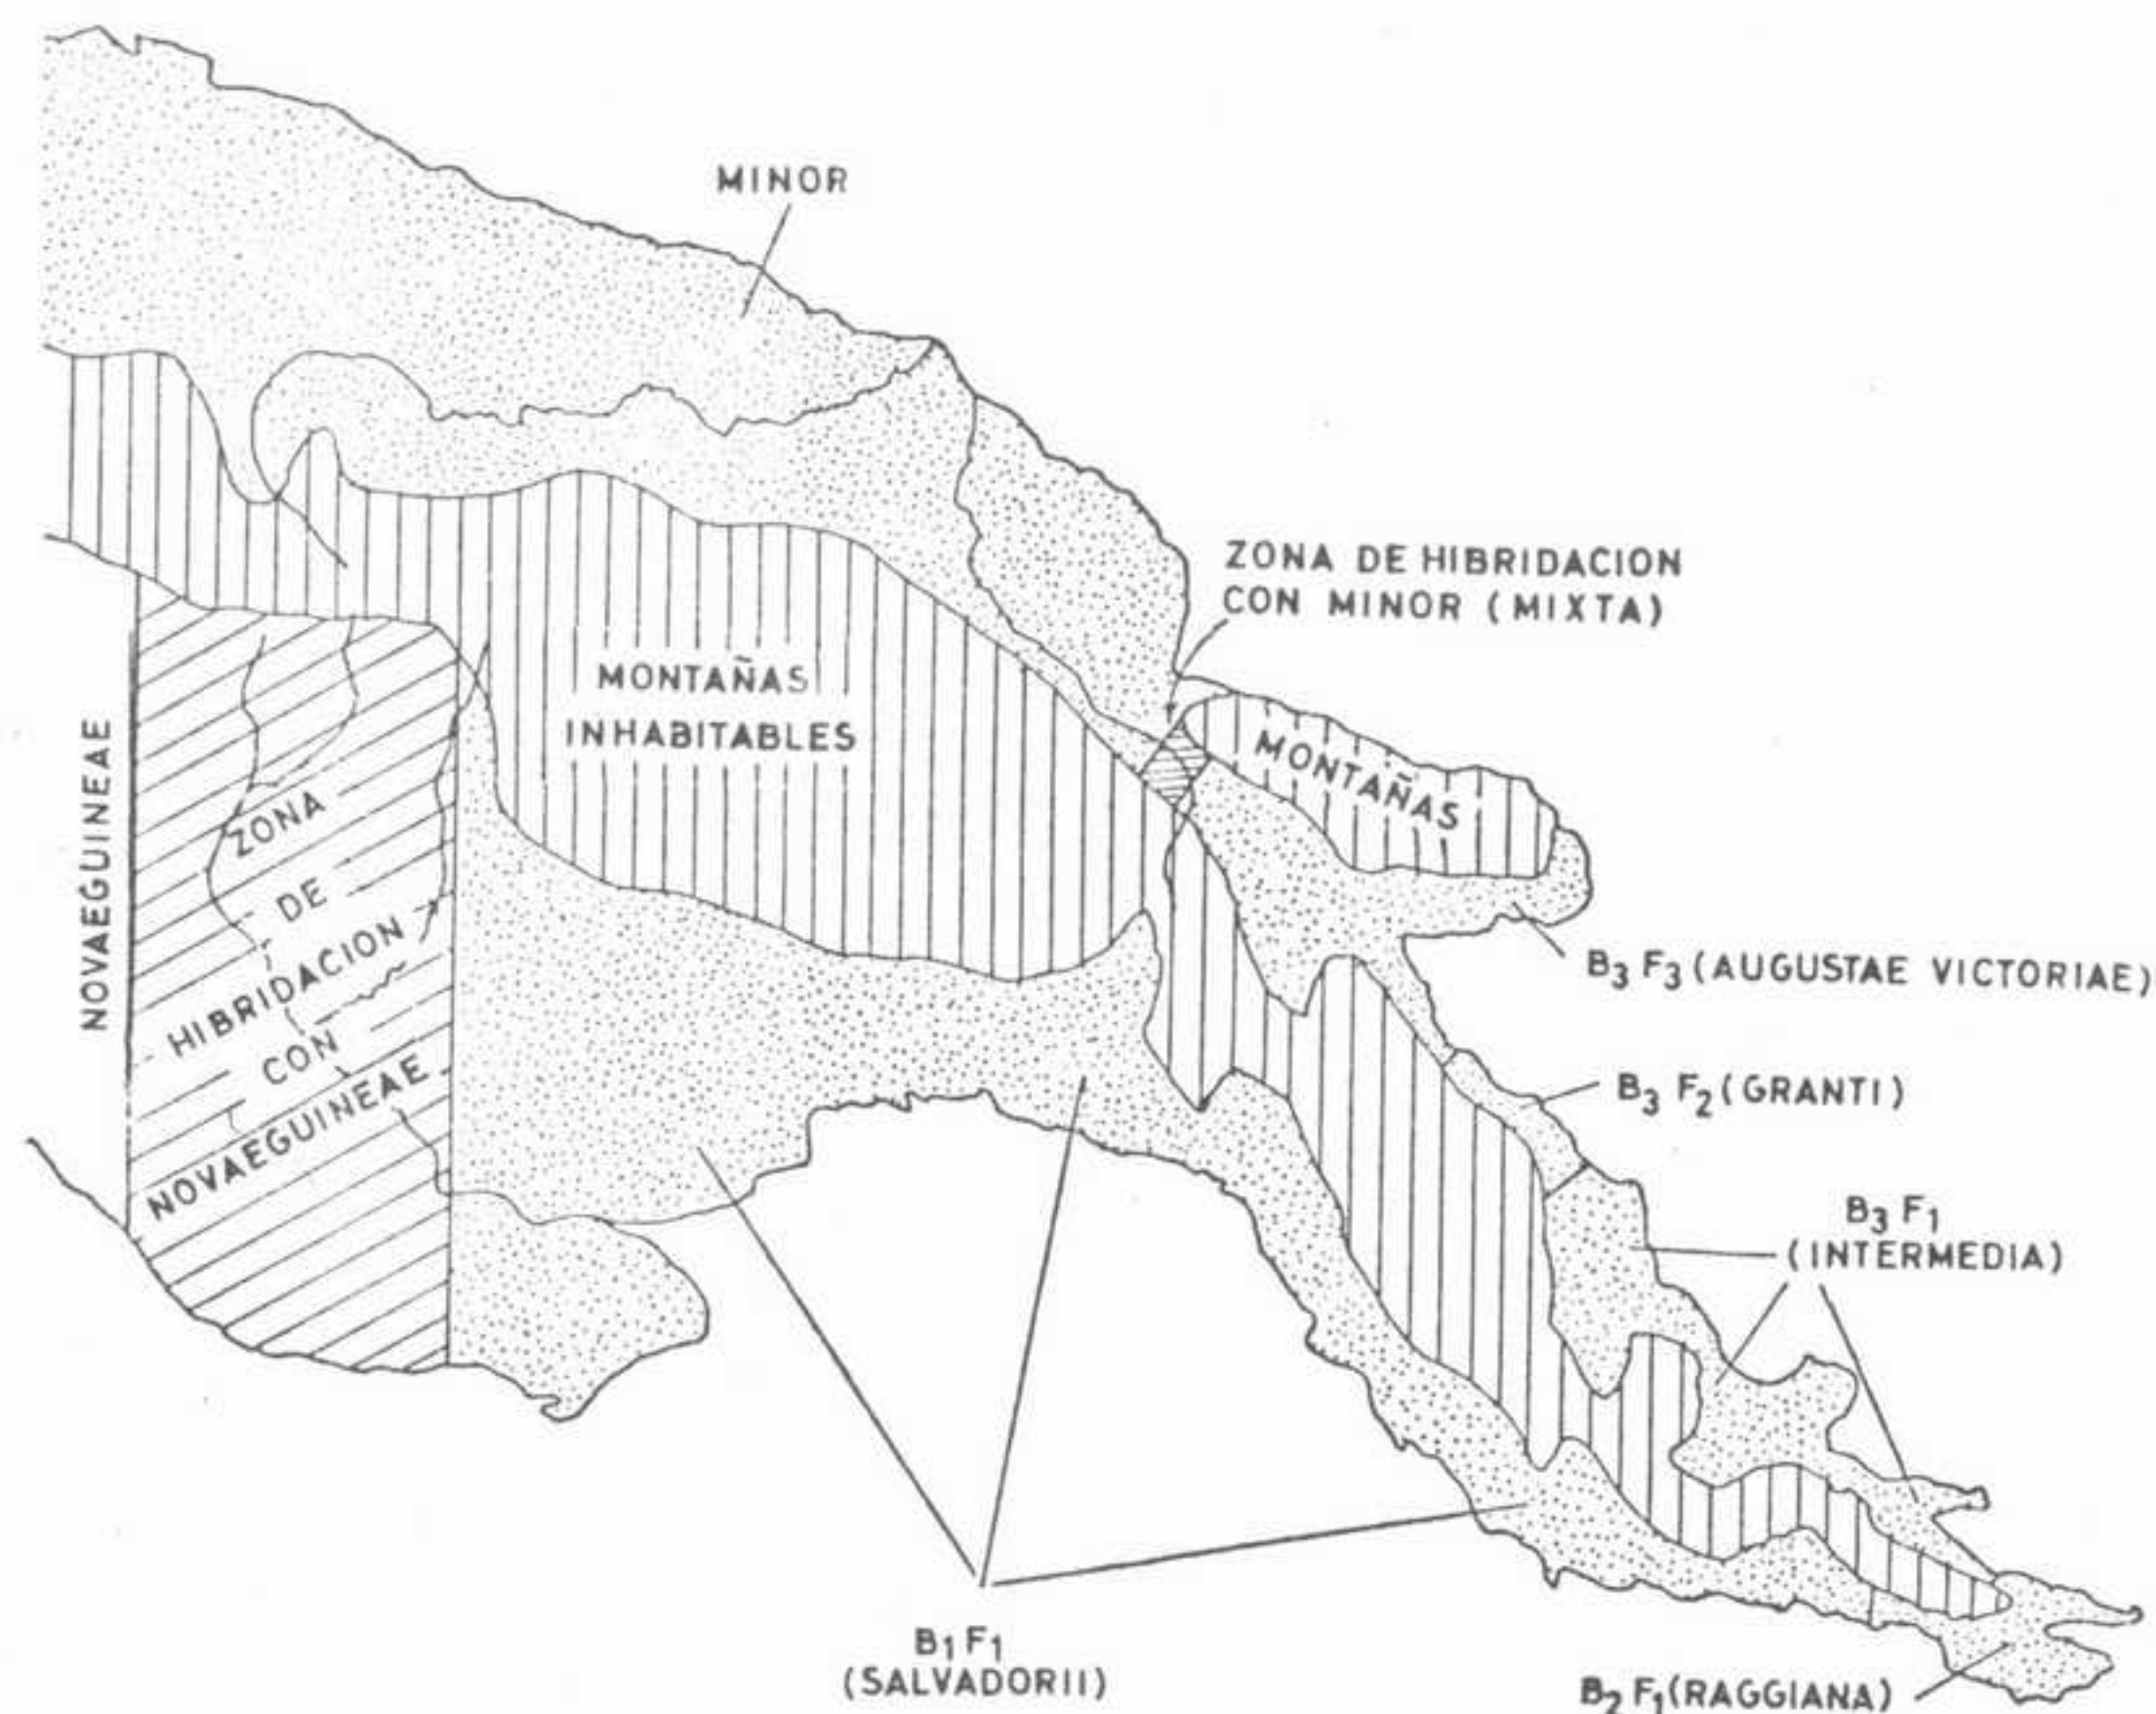 MINOR
ZONA DE HIBRIDACION
CON MINOR (MIXTA)
MONTAÑAS
INHABITABLES
MONTAÑAS
NOVAEGUINEAE
ZONA
DE
HIBRIDACION
CON
NOVAEGUINEAE
B3 F3 (AUGUSTAE VICTORIAE)
B3 F2 (GRANTI)
B3 F1
(INTERMEDIA)
B1 F1
(SALVADORII)
B2 F1 (RAGGIANA)